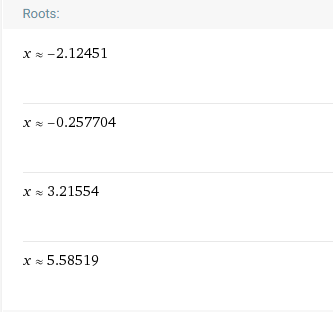 Roots:
x ≈ −2.12451
x ≈ −0.257704
x ≈ 3.21554
x ≈ 5.58519